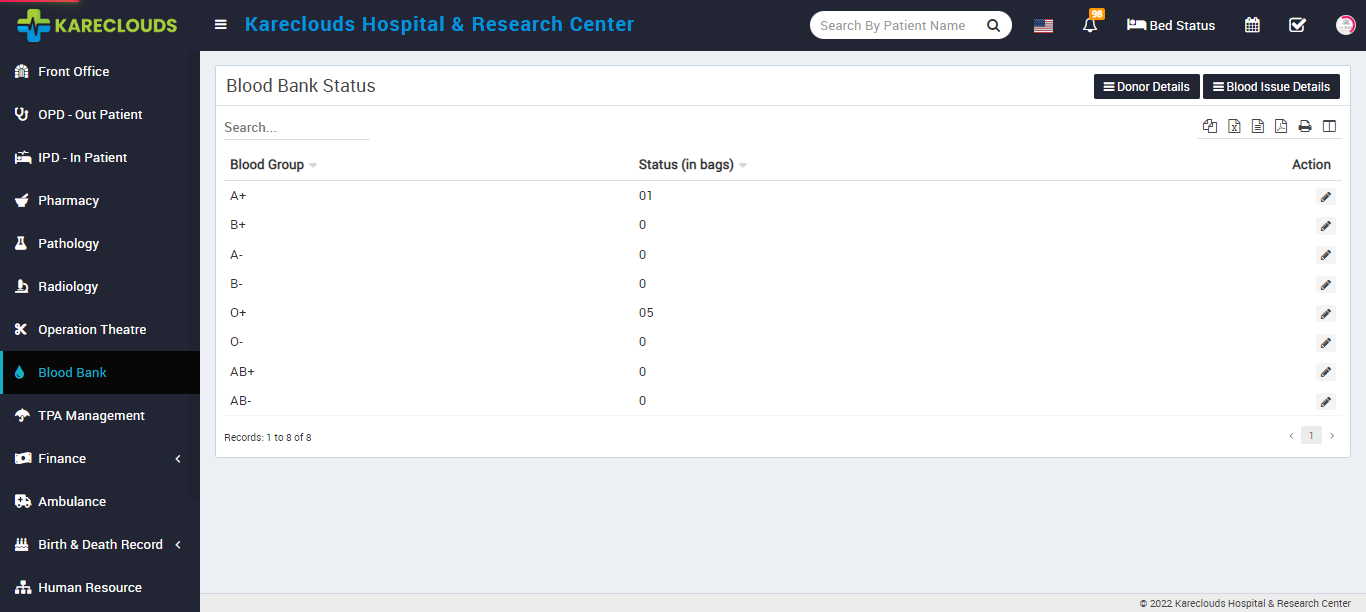 KARECLOUDS
Kareclouds Hospital & Research Center
Search By Patient Name
98
Bed Status
Front Office
OPD - Out Patient
IPD - In Patient
Pharmacy
Pathology
Radiology
Operation Theatre
Blood Bank
TPA Management
Finance
Ambulance
Birth & Death Record
Human Resource
Blood Bank Status
Donor Details
Blood Issue Details
Search...
Blood Group Status (in bags) Action
A+ 01
B+ 0
A- 0
B- 0
O+ 05
O- 0
AB+ 0
AB- 0
Records: 1 to 8 of 8
1
© 2022 Kareclouds Hospital & Research Center